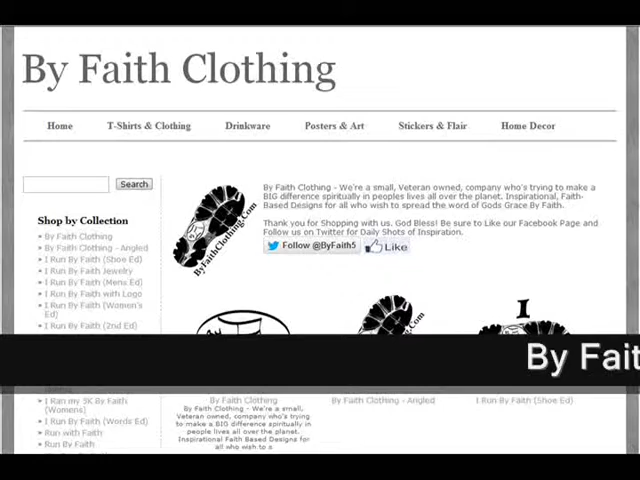 By Faith Clothing
Home T-Shirts & Clothing Drinkware Posters & Art Stickers & Flair Home Decor
Search
Shop by Collection
By Faith Clothing
By Faith Clothing - Angled
I Run By Faith (Shoe Ed)
I Run By Faith Jewelry
I Run By Faith (Mens Ed)
I Run By Faith with Logo
I Run By Faith (Women's
Ed)
I Run By Faith (2nd Ed)
I Ran my 5K By Faith
(Womens)
I Run By Faith (Words Ed)
Run with Faith
Run By Faith
ByFaithClothing.Com
By Faith Clothing - We're a small, Veteran owned, company who's trying to make a
BIG difference spiritually in peoples lives all over the planet. Inspirational, Faith-
Based Designs for all who wish to spread the word of Gods Grace By Faith.
Thank you for Shopping with us. God Bless! Be sure to Like our Facebook Page and
Follow us on Twitter for Daily Shots of Inspiration.
Follow @ByFaith5 Like
I
By Fait
By Faith Clothing
By Faith Clothing - We're a small,
Veteran owned, company who's trying
to make a BIG difference spiritually in
peoples lives all over the planet.
Inspirational Faith Based Designs for
all who wish to s
By Faith Clothing - Angled
I Run By Faith (Shoe Ed)